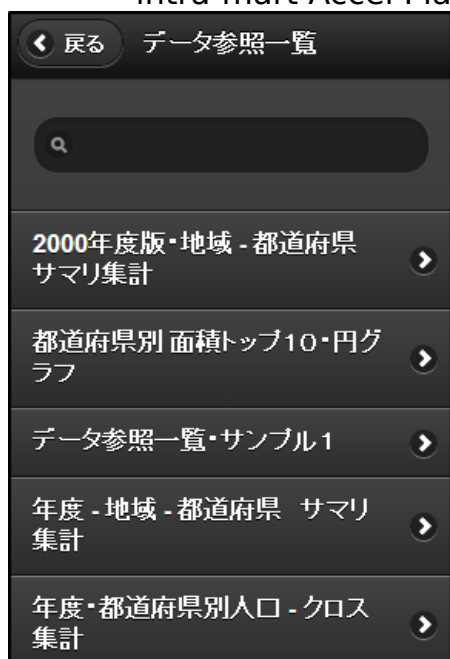 戻る データ参照一覧
2000年度版・地域 - 都道府県
サマリ集計
都道府県別 面積トップ10・円グ
ラフ
データ参照一覧・サンプル1
年度 - 地域 - 都道府県 サマリ
集計
年度・都道府県別人口 - クロス
集計